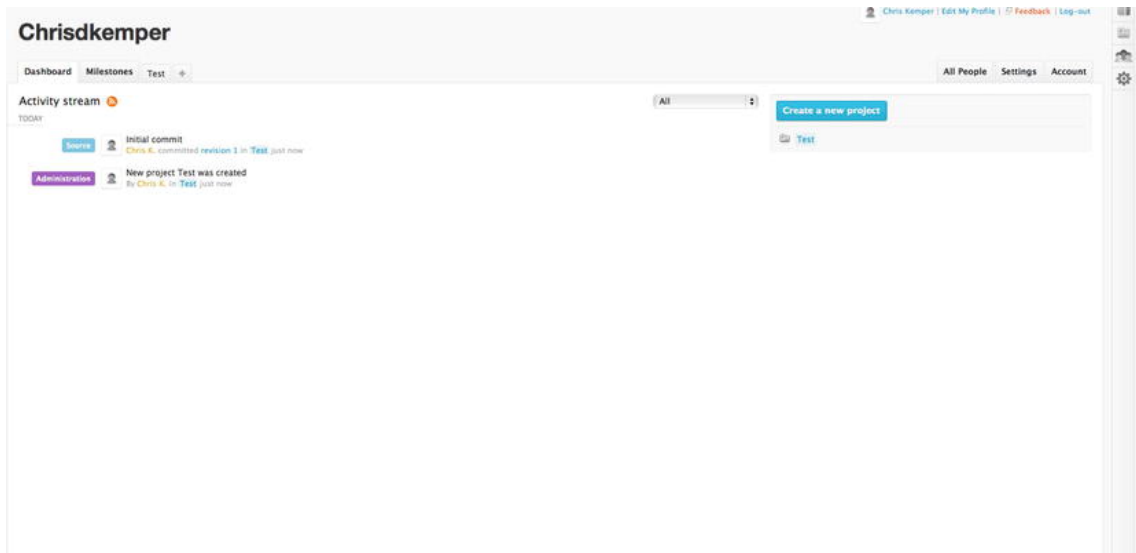 Chris Kemper | Edit My Profile | Feedback | Log-out
Chrisdkemper
Dashboard Milestones Test + All People Settings Account
Activity stream All Create a new project
TODAY
Test
Source Initial commit
Chris K. committed revision 1 in Test just now
Administration New project Test was created
By Chris K. in Test just now